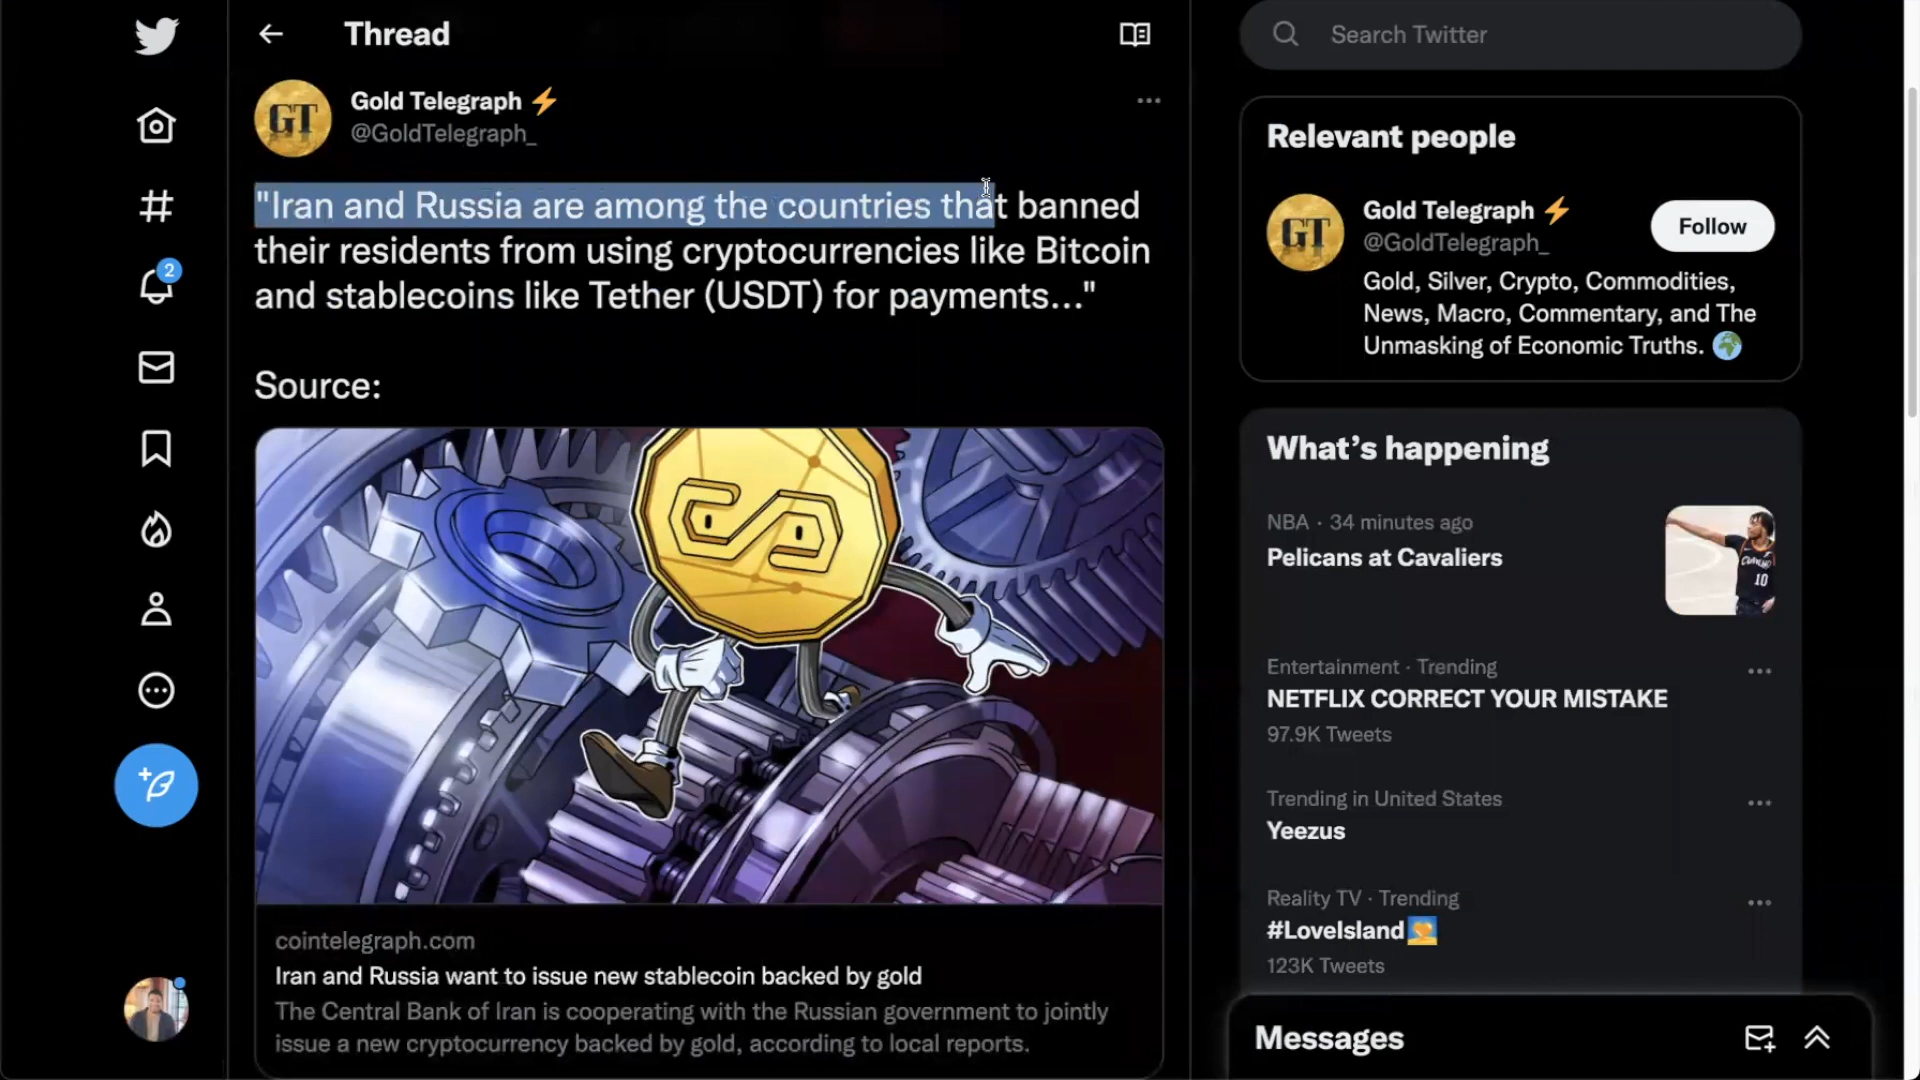 Thread
Gold Telegraph ⚡
@GoldTelegraph_
GT
"Iran and Russia are among the countries that banned
their residents from using cryptocurrencies like Bitcoin
and stablecoins like Tether (USDT) for payments..."
Source:
cointelegraph.com
Iran and Russia want to issue new stablecoin backed by gold
The Central Bank of Iran is cooperating with the Russian government to jointly
issue a new cryptocurrency backed by gold, according to local reports.
2
Search Twitter
Relevant people
GT
Gold Telegraph ⚡
@GoldTelegraph_
Follow
Gold, Silver, Crypto, Commodities,
News, Macro, Commentary, and The
Unmasking of Economic Truths. 🌍
What's happening
NBA · 34 minutes ago
Pelicans at Cavaliers
10
Entertainment · Trending
NETFLIX CORRECT YOUR MISTAKE
97.9K Tweets
Trending in United States
Yeezus
Reality TV · Trending
#LoveIsland
123K Tweets
Messages